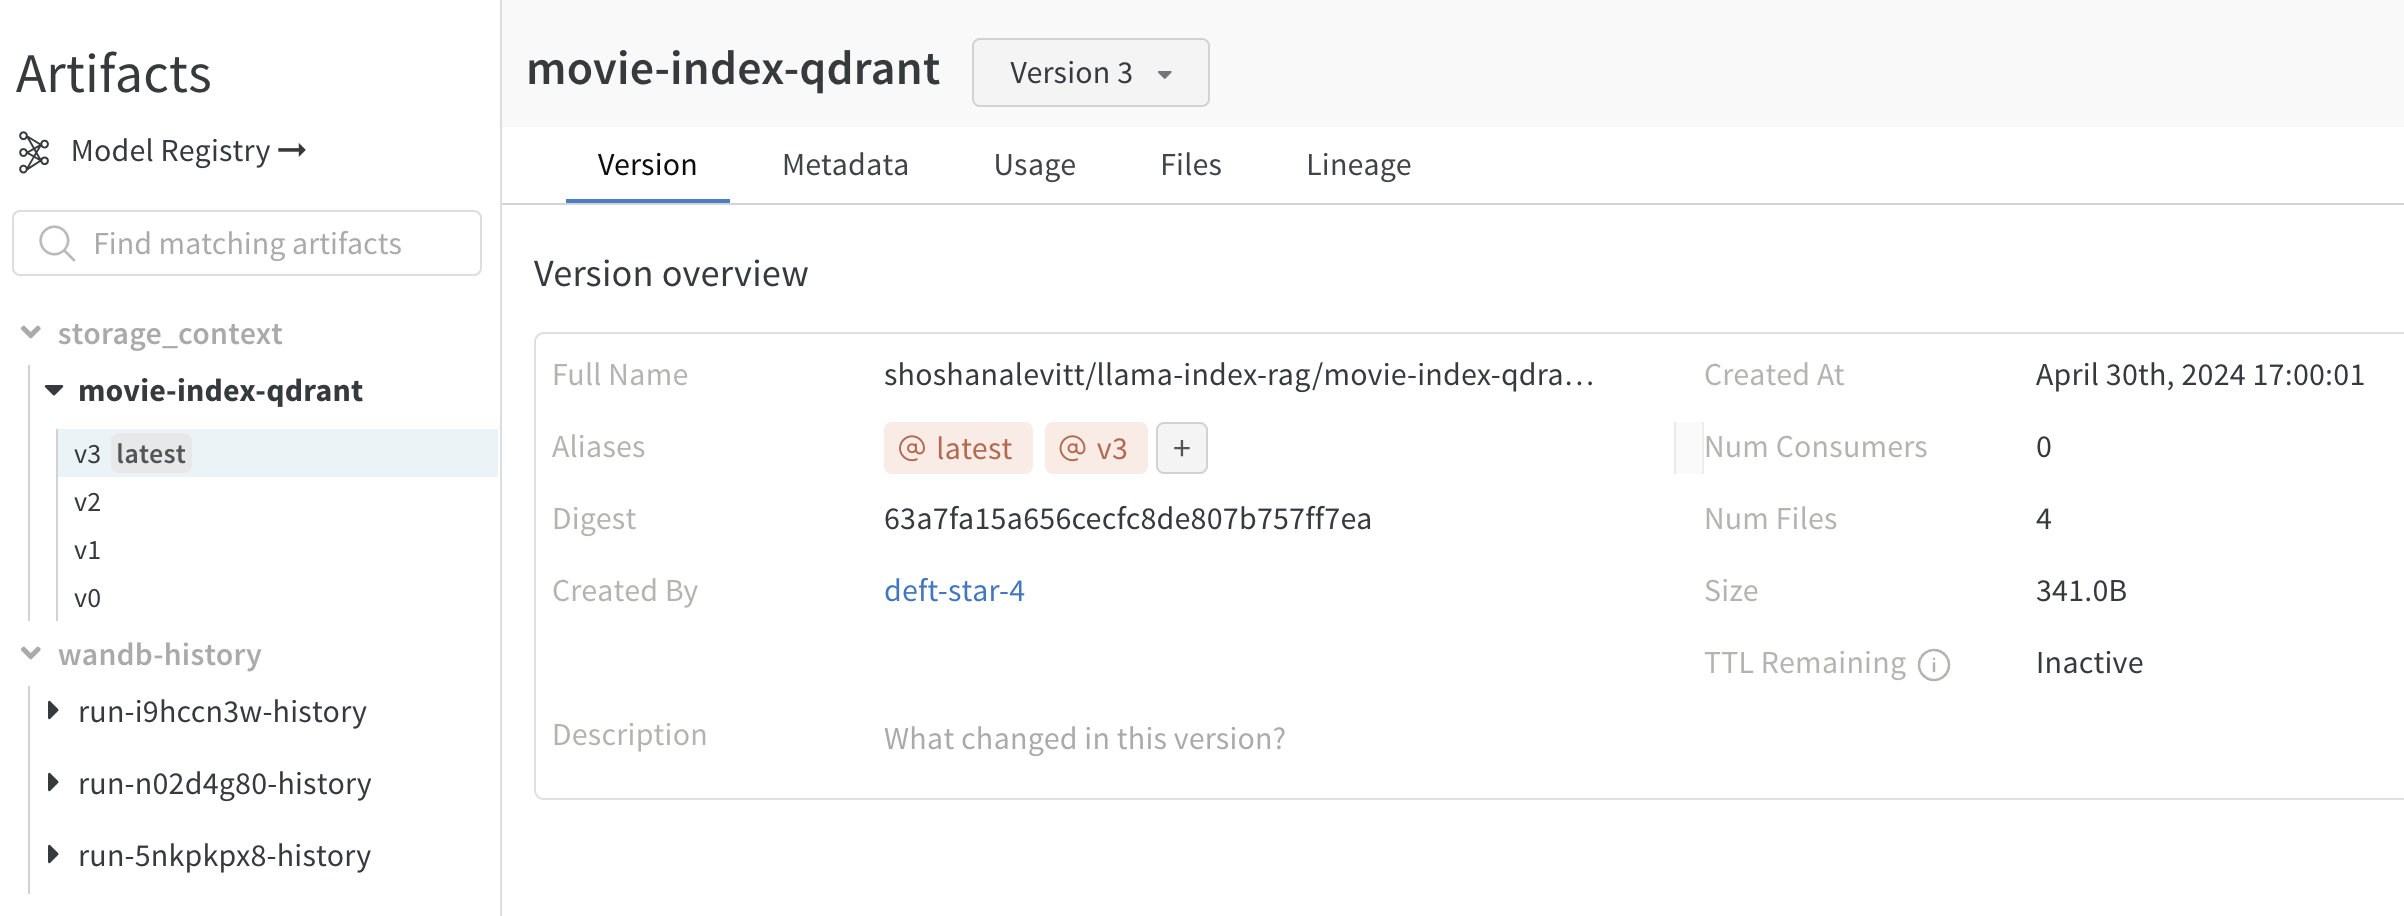 Artifacts
Model Registry →
Find matching artifacts
storage_context
movie-index-qdrant
v3 latest
v2
v1
v0
wandb-history
run-i9hccn3w-history
run-n02d4g80-history
run-5nkpkpx8-history
movie-index-qdrant Version 3
Version Metadata Usage Files Lineage
Version overview
Full Name shoshanalevitt/llama-index-rag/movie-index-qdra... Created At April 30th, 2024 17:00:01
Aliases @ latest @ v3 + Num Consumers 0
Digest 63a7fa15a656cecfc8de807b757ff7ea Num Files 4
Created By deft-star-4 Size 341.0B
TTL Remaining Inactive
Description What changed in this version?